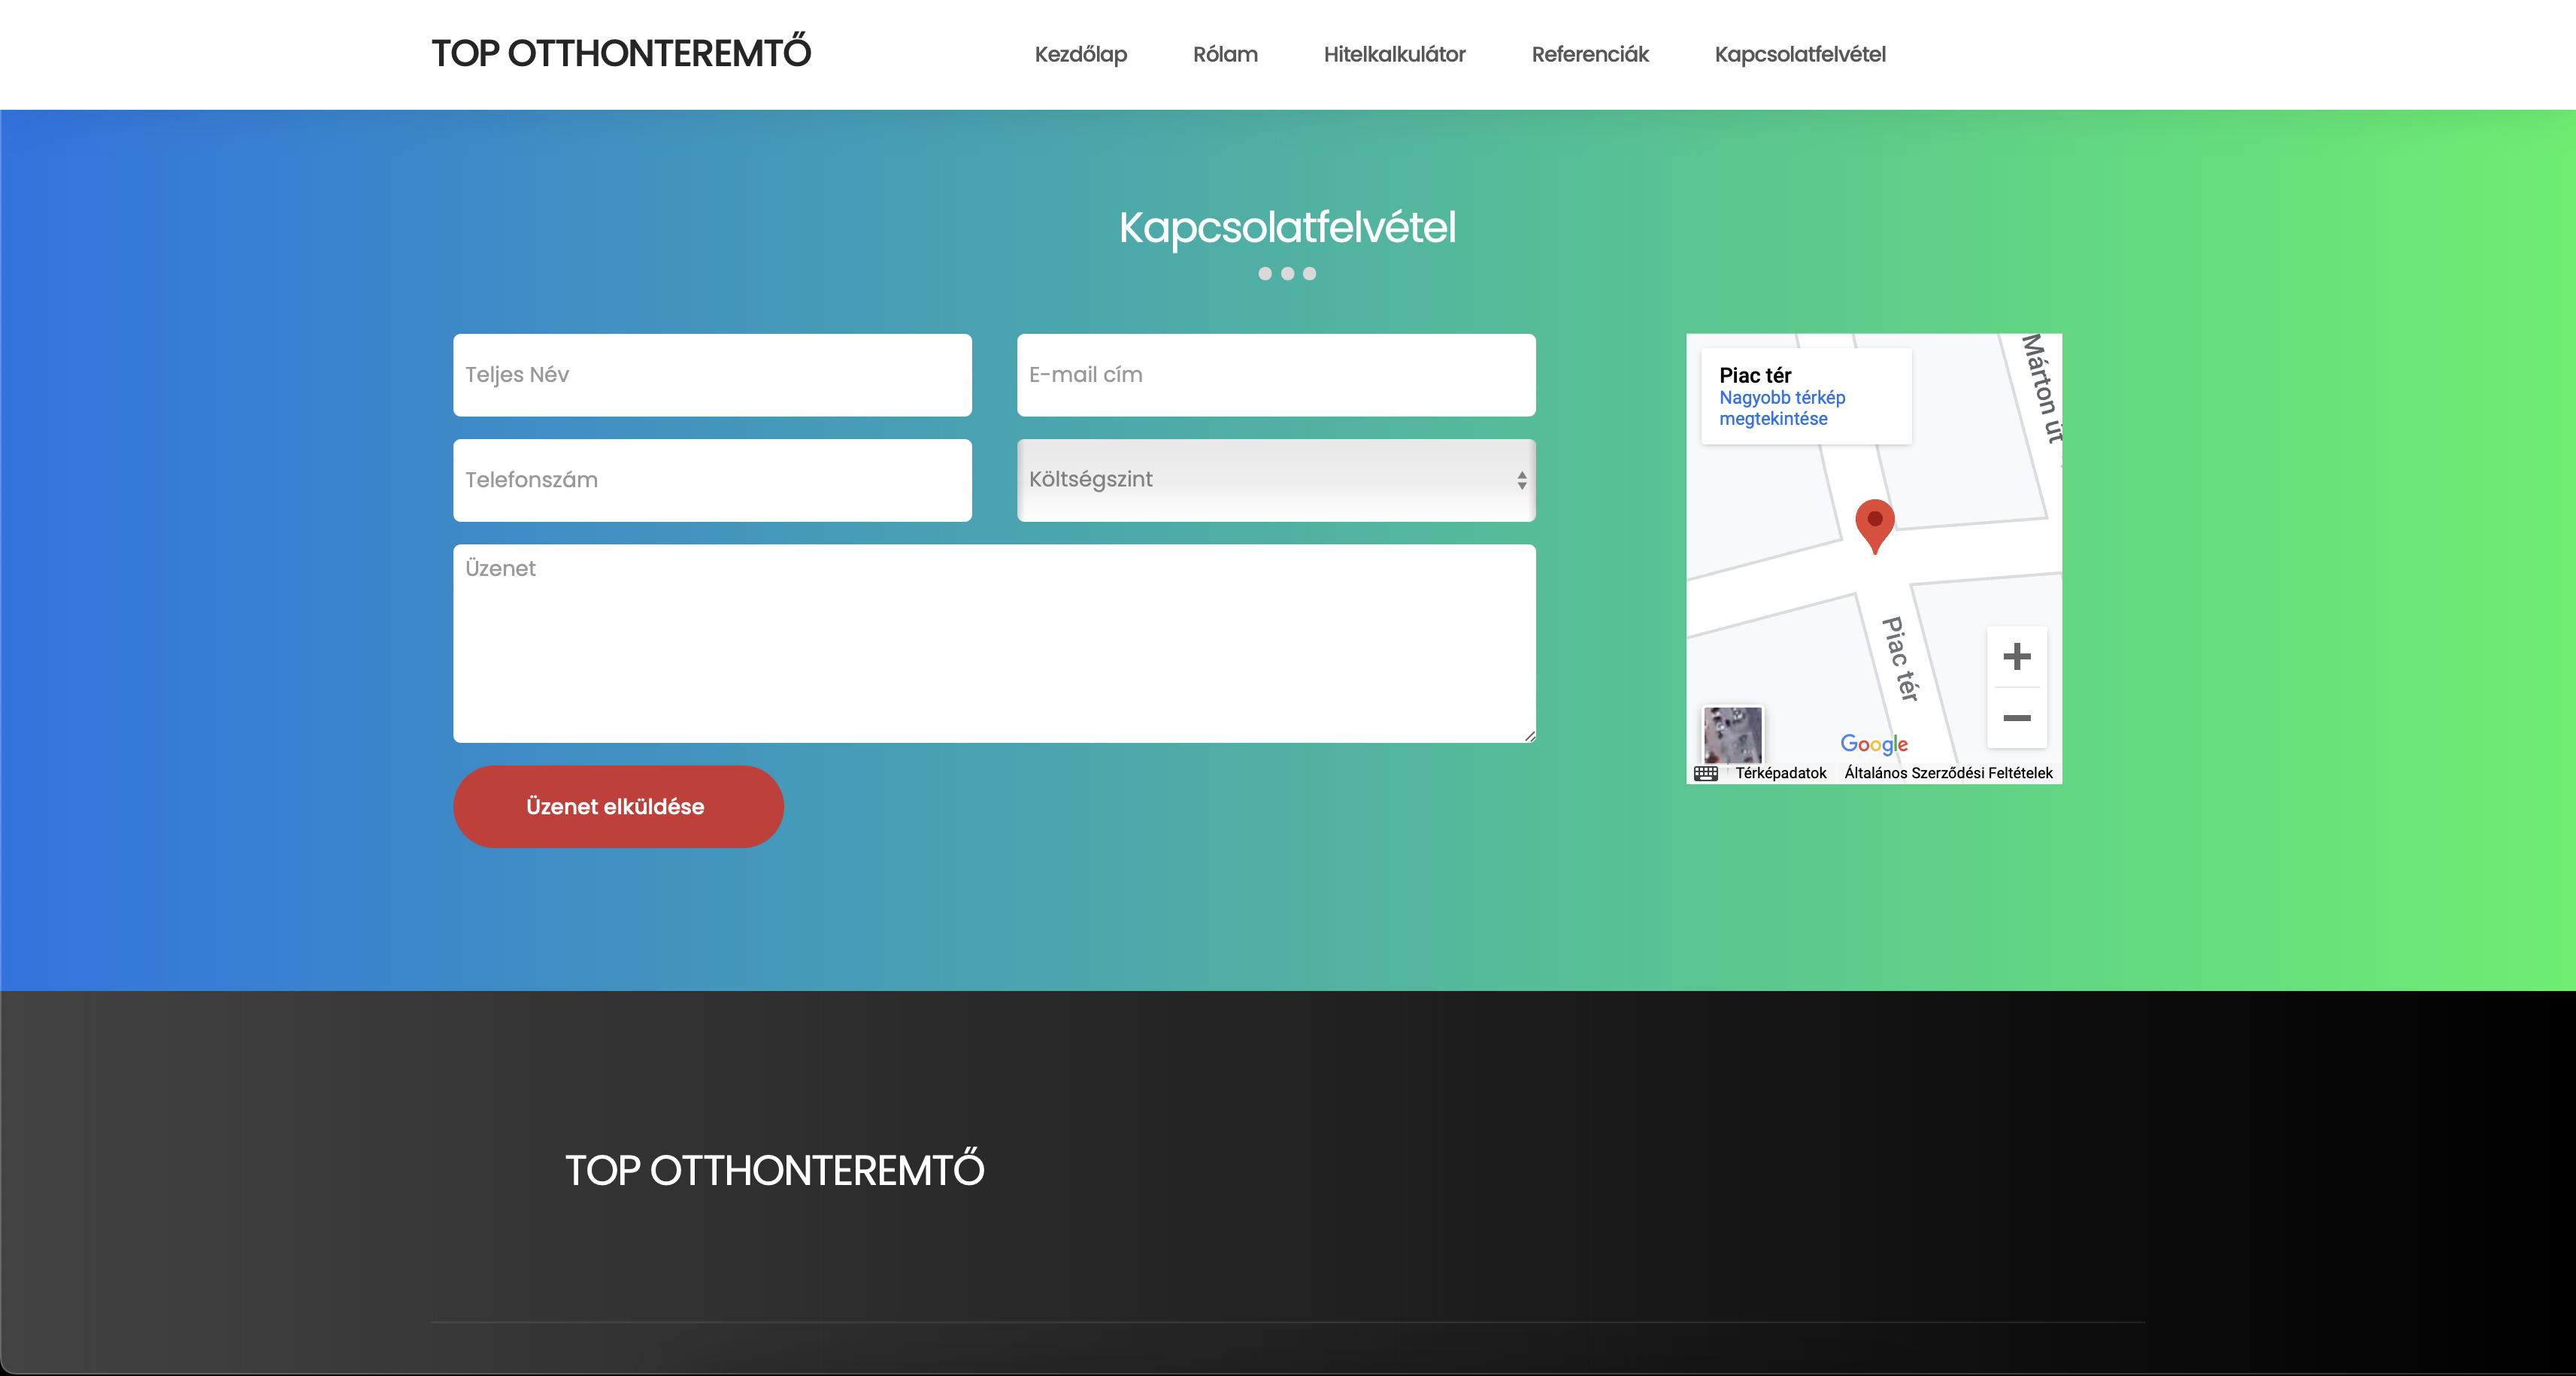 TOP OTTHONTEREMTŐ
Kezdőlap
Rólam
Hitelkalkulátor
Referenciák
Kapcsolatfelvétel
Kapcsolatfelvétel
Teljes Név
E-mail cím
Telefonszám
Költségszint
Üzenet
Üzenet elküldése
Piac tér
Nagyobb térkép
megtekintése
Márton út
Piac tér
Google
Térképadatok
Általános Szerződési Feltételek
TOP OTTHONTEREMTŐ